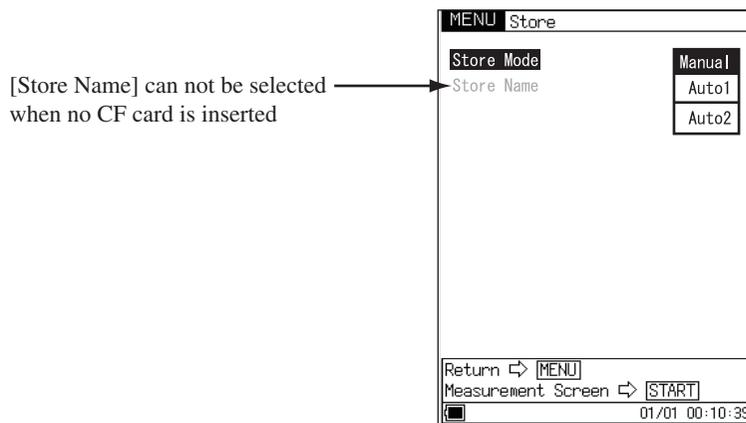 MENU Store
Store Mode Manual
[Store Name] can not be selected
Store Name Auto1
when no CF card is inserted
Auto2
Return ⇨ MENU
Measurement Screen ⇨ START
01/01 00:10:39